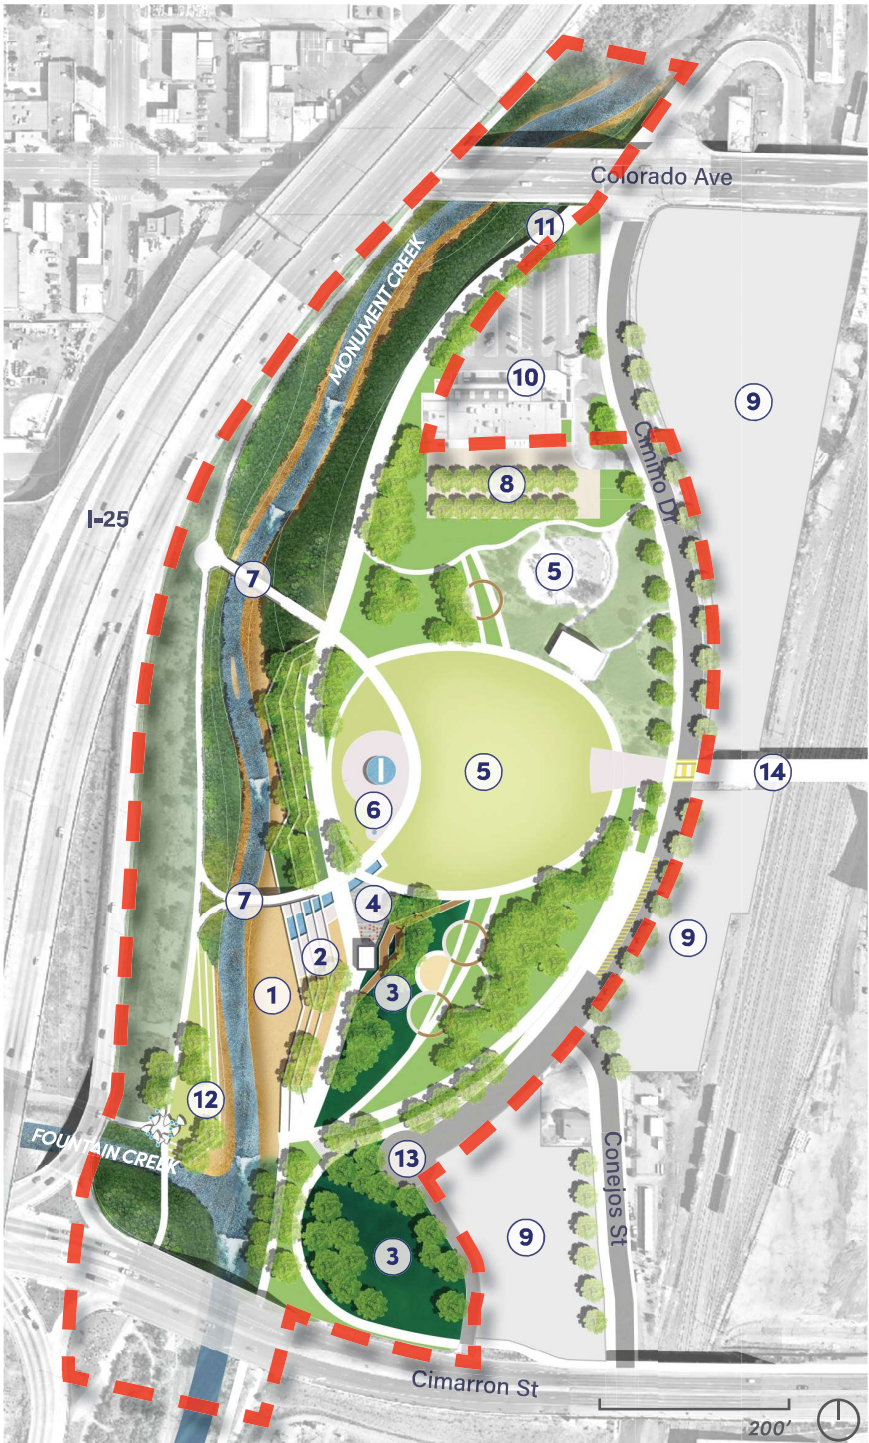 Colorado Ave
11
MONUMENT CREEK
10
9
Cimino Dr
8
I-25
7
5
5
14
6
7
4
9
2
1
3
12
FOUNTAIN CREEK
13
Conejos St
9
3
Cimarron St
200'